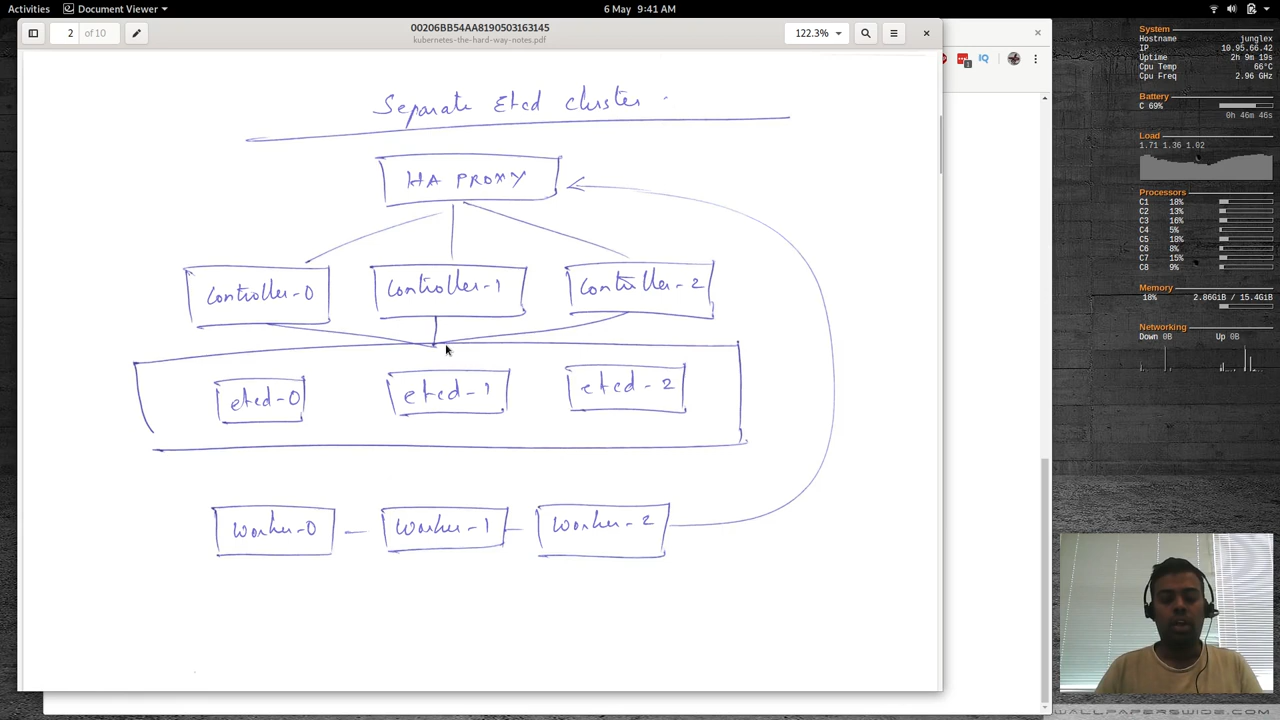 Activities
Document Viewer
6 May 9:41 AM
2 of 10
00206BB54AA8190503163145
kubernetes-the-hard-way-notes.pdf
122.3%
Separate Etcd cluster
HA PROXY
Controller-0
Controller-1
Controller-2
etcd-0
etcd-1
etcd-2
Worker-0
Worker-1
Worker-2
IQ
1
System
Hostname junglex
IP 10.95.66.42
Uptime 2h 9m 19s
Cpu Temp 66°C
Cpu Freq 2.96 GHz
Battery
C 69%
0h 46m 46s
Load
1.71 1.36 1.02
Processors
C1 18%
C2 13%
C3 16%
C4 5%
C5 18%
C6 8%
C7 15%
C8 9%
Memory
18% 2.86GiB / 15.4GiB
Networking
Down 0B Up 0B
WALLPAPERSWIDE.COM